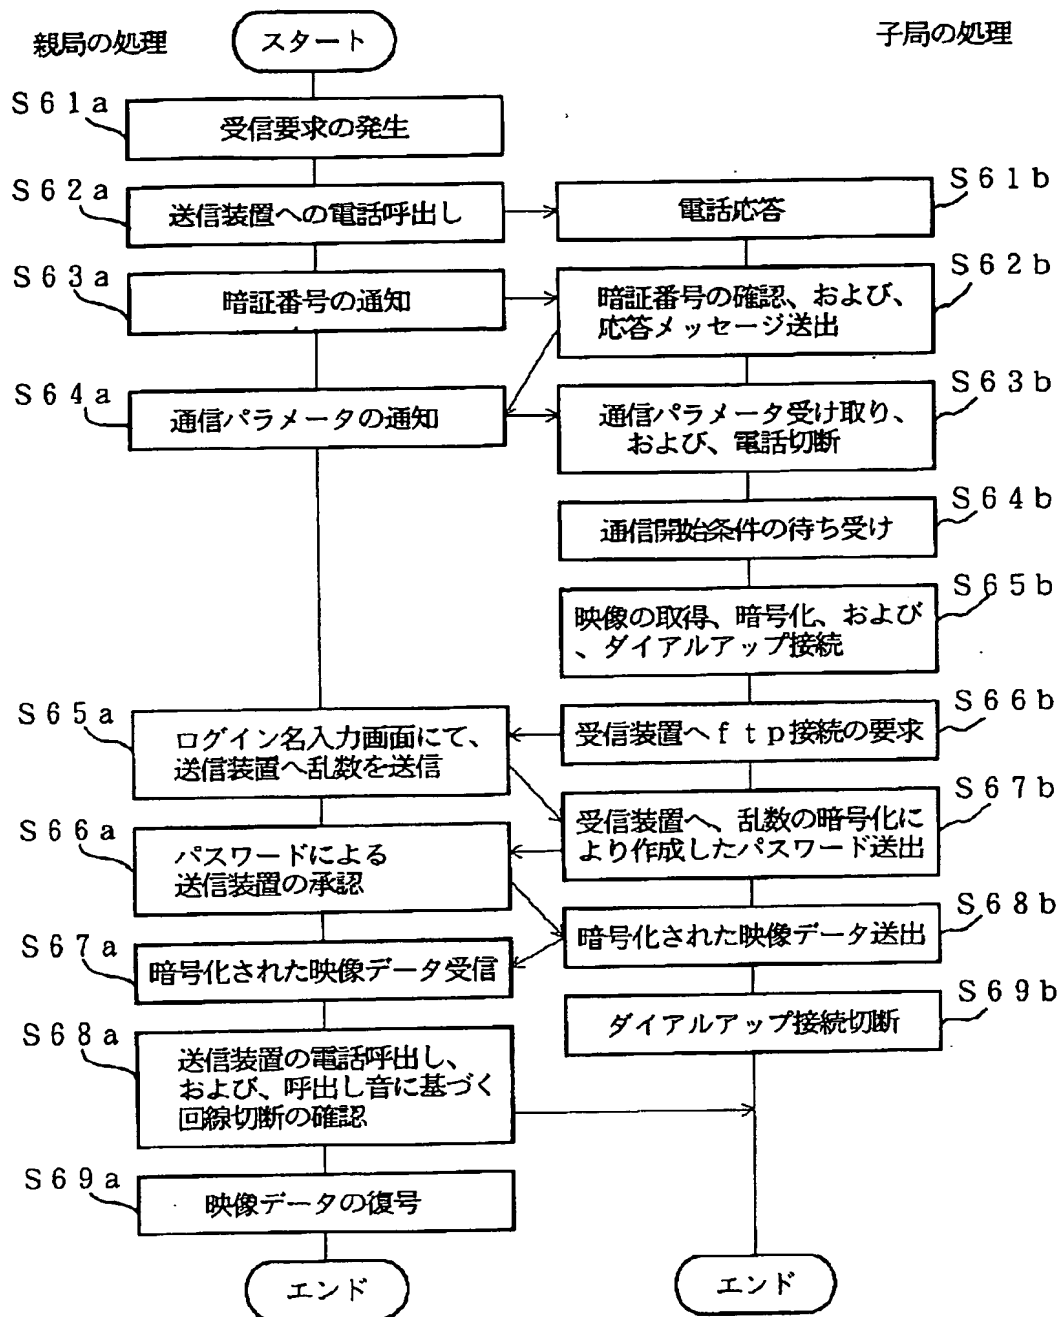 親局の処理
スタート
子局の処理
S61a
受信要求の発生
S62a
送信装置への電話呼出し
S61b
電話応答
S63a
暗証番号の通知
S62b
暗証番号の確認、および、
応答メッセージ送出
S64a
通信パラメータの通知
S63b
通信パラメータ受け取り、
および、電話切断
S64b
通信開始条件の待ち受け
S65b
映像の取得、暗号化、および
、ダイアルアップ接続
S65a
ログイン名入力画面にて、
送信装置へ乱数を送信
S66b
受信装置へftp接続の要求
S67b
受信装置へ、乱数の暗号化に
より作成したパスワード送出
S66a
パスワードによる
送信装置の承認
S68b
暗号化された映像データ送出
S67a
暗号化された映像データ受信
S69b
ダイアルアップ接続切断
S68a
送信装置の電話呼出し、
および、呼出し音に基づく
回線切断の確認
S69a
映像データの復号
エンド
エンド